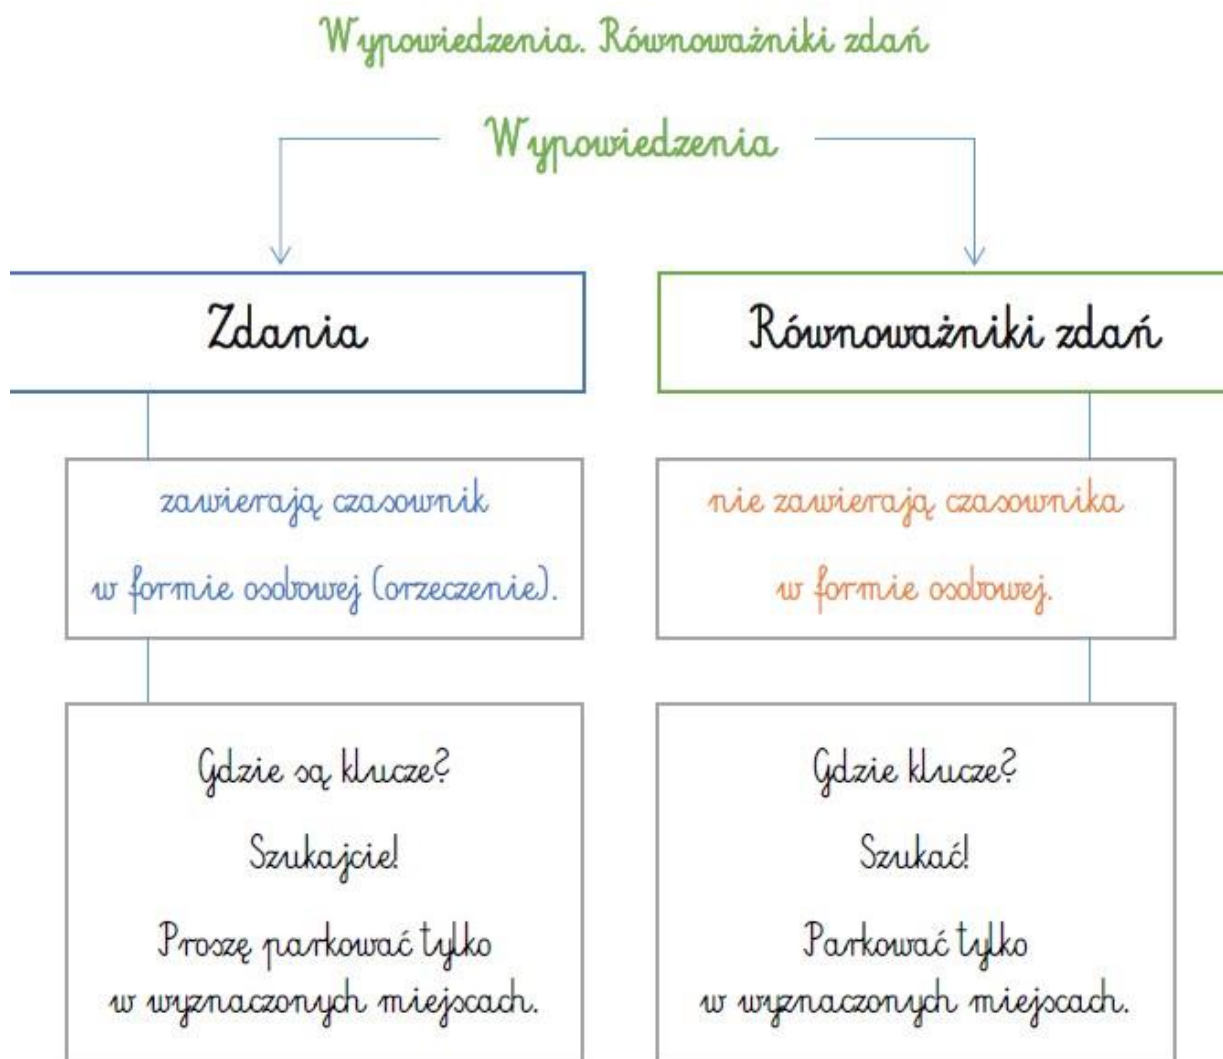 Wypowiedzenia. Równoważniki zdań
Wypowiedzenia
Zdania
zawierają czasownik
w formie osobowej (orzeczenie).
Gdzie są klucze?
Szukajcie!
Proszę parkować tylko
w wyznaczonych miejscach.
Równoważniki zdań
nie zawierają czasownika
w formie osobowej.
Gdzie klucze?
Szukać!
Parkować tylko
w wyznaczonych miejscach.